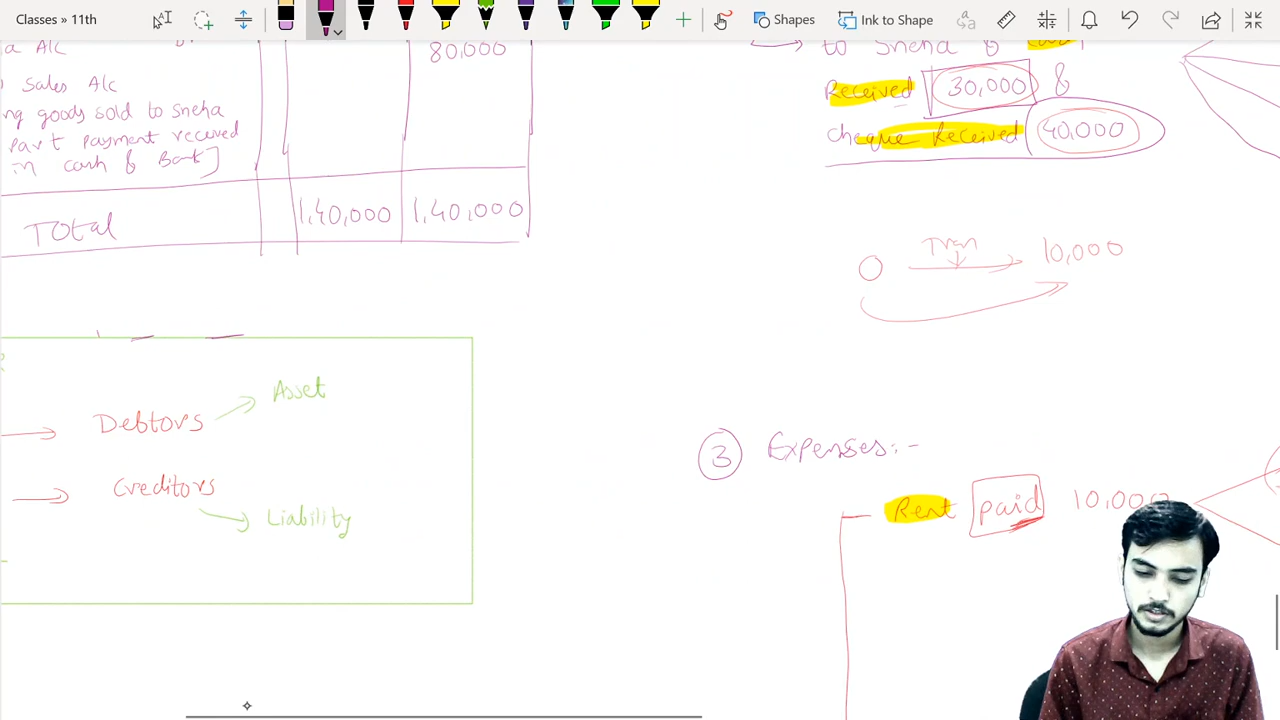 Classes » 11th
Shapes
Ink to Shape
a A/c
80,000
Sales A/c
ng goods sold to Sneha
part payment received
in cash & Bank]
Total 1,40,000 1,40,000
to Sneha &
Received 30,000 &
cheque Received 40,000
Tran
10,000
Debtors
Asset
Creditors
Liability
3 Expenses:-
Rent paid 10,000